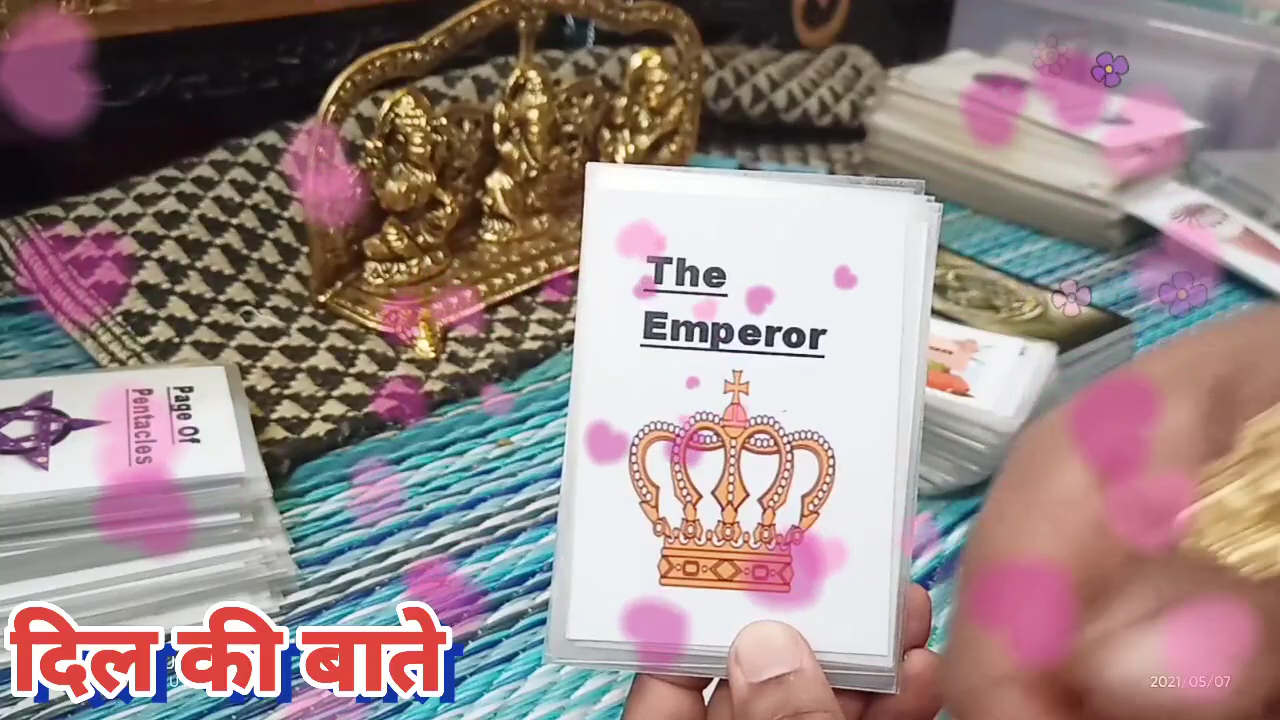 The
Emperor
Page Of
Pentacles
दिल की बाते
2021/05/07